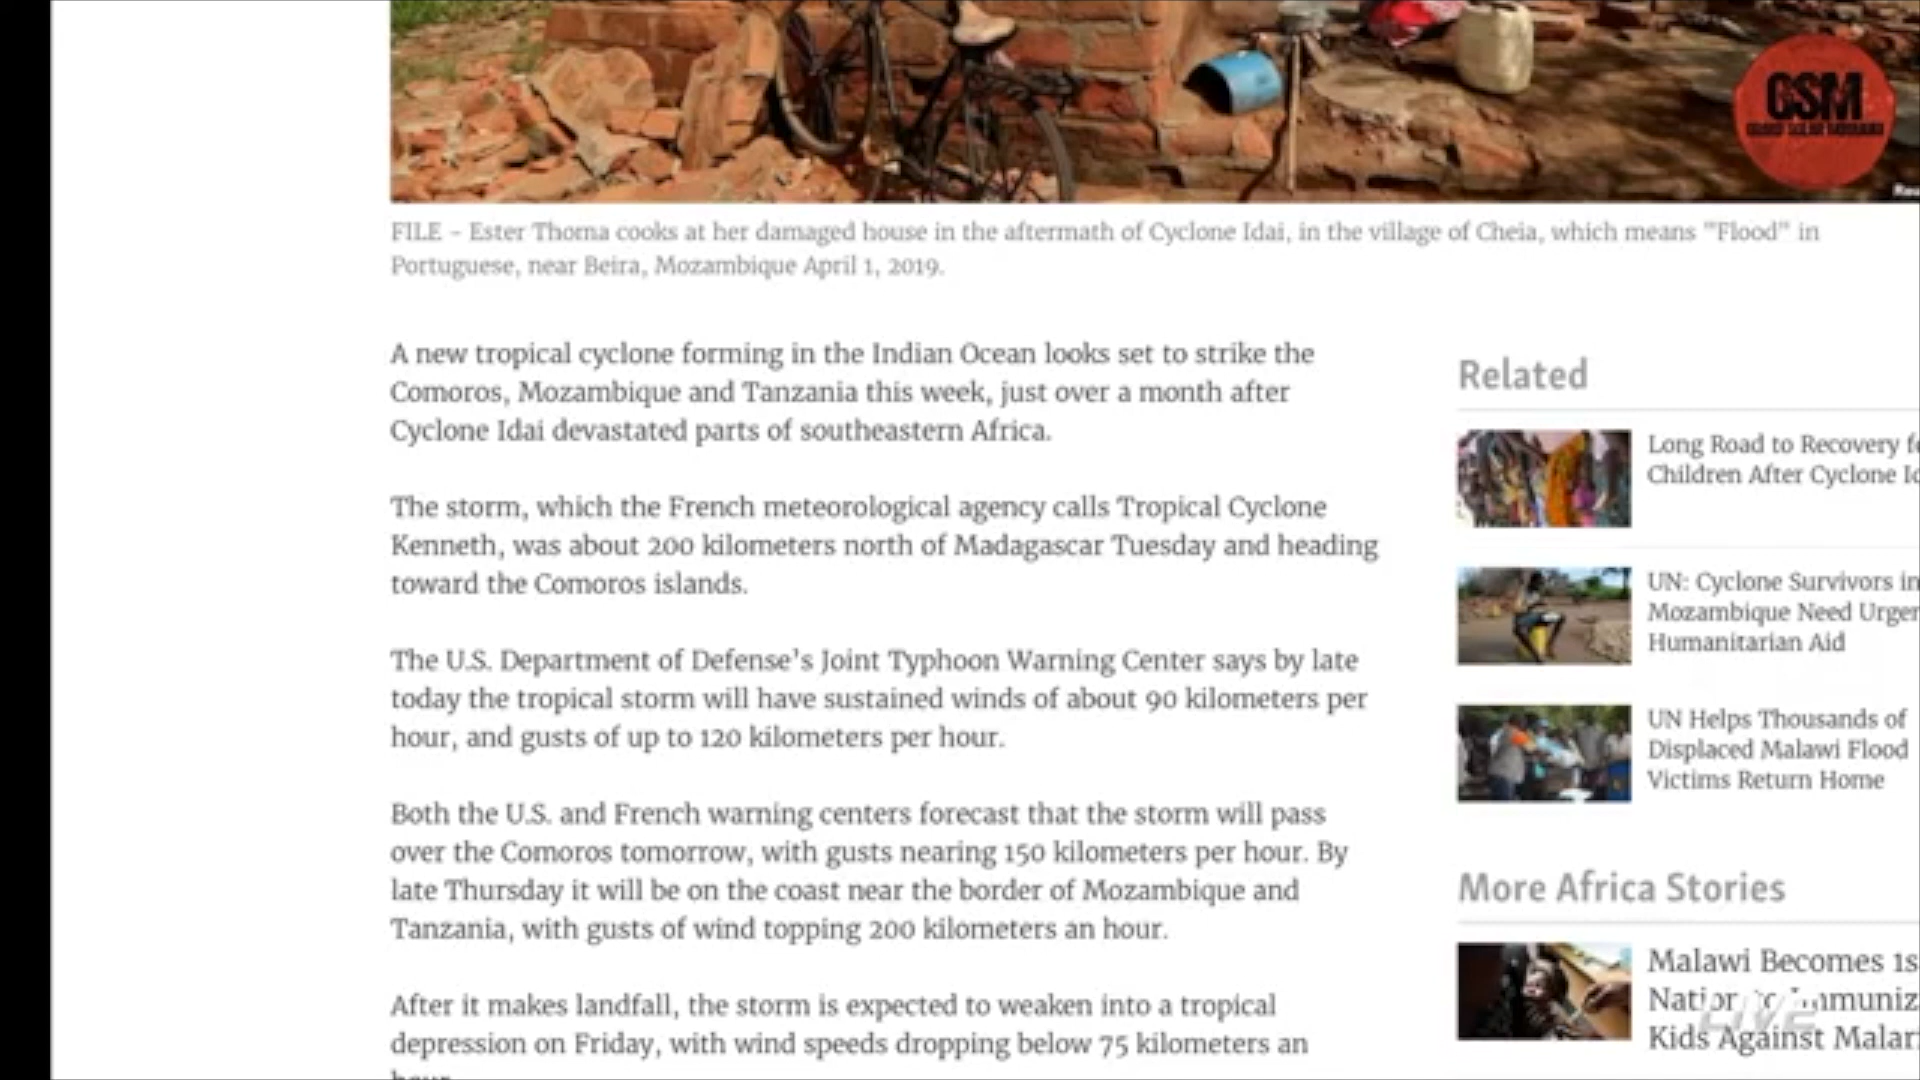 GSM
FILE - Ester Thoma cooks at her damaged house in the aftermath of Cyclone Idai, in the village of Cheia, which means "Flood" in
Portuguese, near Beira, Mozambique April 1, 2019.
A new tropical cyclone forming in the Indian Ocean looks set to strike the
Comoros, Mozambique and Tanzania this week, just over a month after
Cyclone Idai devastated parts of southeastern Africa.
The storm, which the French meteorological agency calls Tropical Cyclone
Kenneth, was about 200 kilometers north of Madagascar Tuesday and heading
toward the Comoros islands.
The U.S. Department of Defense's Joint Typhoon Warning Center says by late
today the tropical storm will have sustained winds of about 90 kilometers per
hour, and gusts of up to 120 kilometers per hour.
Both the U.S. and French warning centers forecast that the storm will pass
over the Comoros tomorrow, with gusts nearing 150 kilometers per hour. By
late Thursday it will be on the coast near the border of Mozambique and
Tanzania, with gusts of wind topping 200 kilometers an hour.
After it makes landfall, the storm is expected to weaken into a tropical
depression on Friday, with wind speeds dropping below 75 kilometers an
Related
Long Road to Recovery
Children After Cyclone
UN: Cyclone Survivors in
Mozambique Need
Humanitarian Aid
UN Helps Thousands of
Displaced Malawi Flood
Victims Return Home
More Africa Stories
Malawi Becomes
Kids Against
LIVE